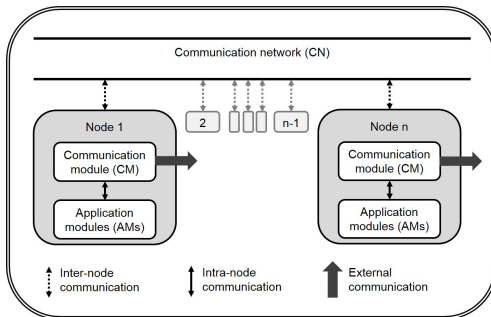 Communication network (CN)
2
n-1
Node 1
Communication
module (CM)
Application
modules (AMs)
Node n
Communication
module (CM)
Application
modules (AMs)
Inter-node
communication
Intra-node
communication
External
communication